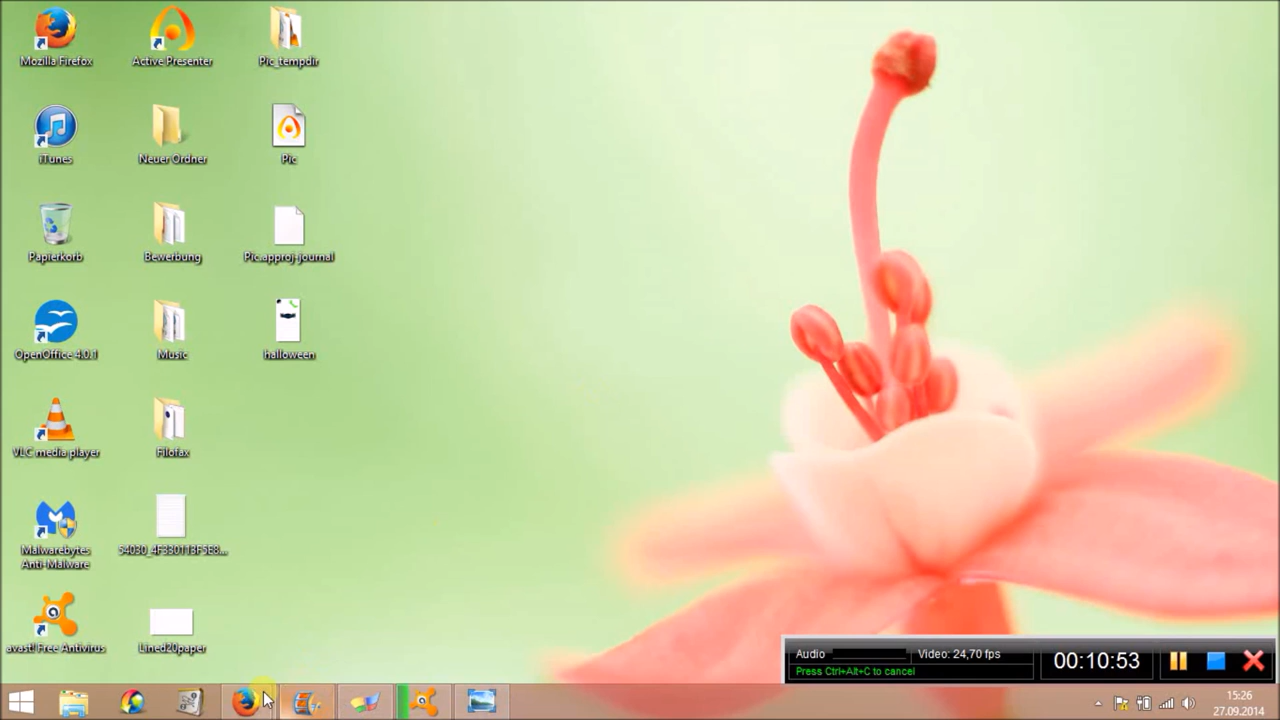 Mozilla Firefox
Active Presenter
Pic_tempdir
iTunes
Neuer Ordner
Pic
Papierkorb
Bewerbung
Pic.approj-journal
OpenOffice 4.0.1
Music
halloween
VLC media player
Filofax
Malwarebytes
Anti-Malware
54030_4F330113F5E8...
avast! Free Antivirus
Lined20paper
Audio
Video: 24,70 fps
Press Ctrl+Alt+C to cancel
00:10:53
15:26
27.09.2014